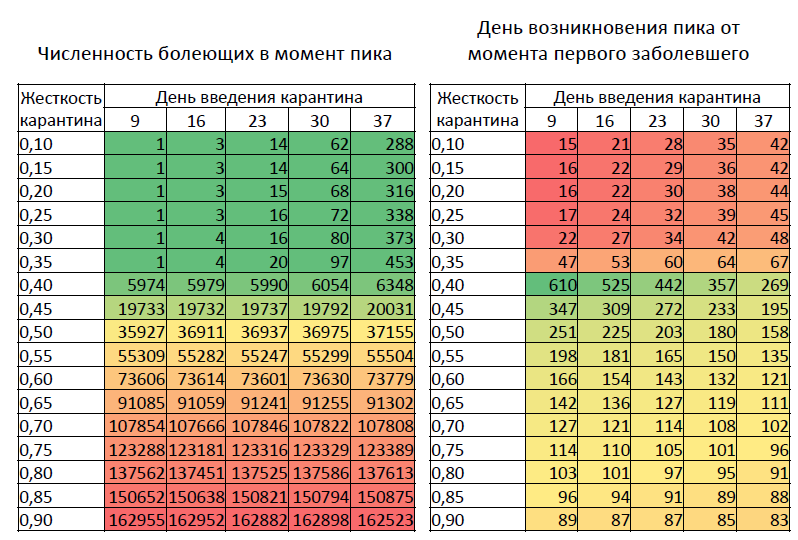 Численность болеющих в момент пика
День возникновения пика от
момента первого заболевшего
Жесткость карантина День введения карантина
9 16 23 30 37
0,10 1 3 14 62 288
0,15 1 3 14 64 300
0,20 1 3 15 68 316
0,25 1 3 16 72 338
0,30 1 4 16 80 373
0,35 1 4 20 97 453
0,40 5974 5979 5990 6054 6348
0,45 19733 19732 19737 19792 20031
0,50 35927 36911 36937 36975 37155
0,55 55309 55282 55247 55299 55504
0,60 73606 73614 73601 73630 73779
0,65 91085 91059 91241 91255 91302
0,70 107854 107666 107846 107822 107808
0,75 123288 123181 123316 123329 123389
0,80 137562 137451 137525 137586 137613
0,85 150652 150638 150821 150794 150875
0,90 162955 162952 162882 162898 162523
Жесткость карантина День введения карантина
9 16 23 30 37
0,10 15 21 28 35 42
0,15 16 22 29 36 42
0,20 16 22 30 38 44
0,25 17 24 32 39 45
0,30 22 27 34 42 48
0,35 47 53 60 64 67
0,40 610 525 442 357 269
0,45 347 309 272 233 195
0,50 251 225 203 180 158
0,55 198 181 165 150 135
0,60 166 154 143 132 121
0,65 142 136 127 119 111
0,70 127 121 114 108 102
0,75 114 110 105 101 96
0,80 103 101 97 95 91
0,85 96 94 91 89 88
0,90 89 87 87 85 83